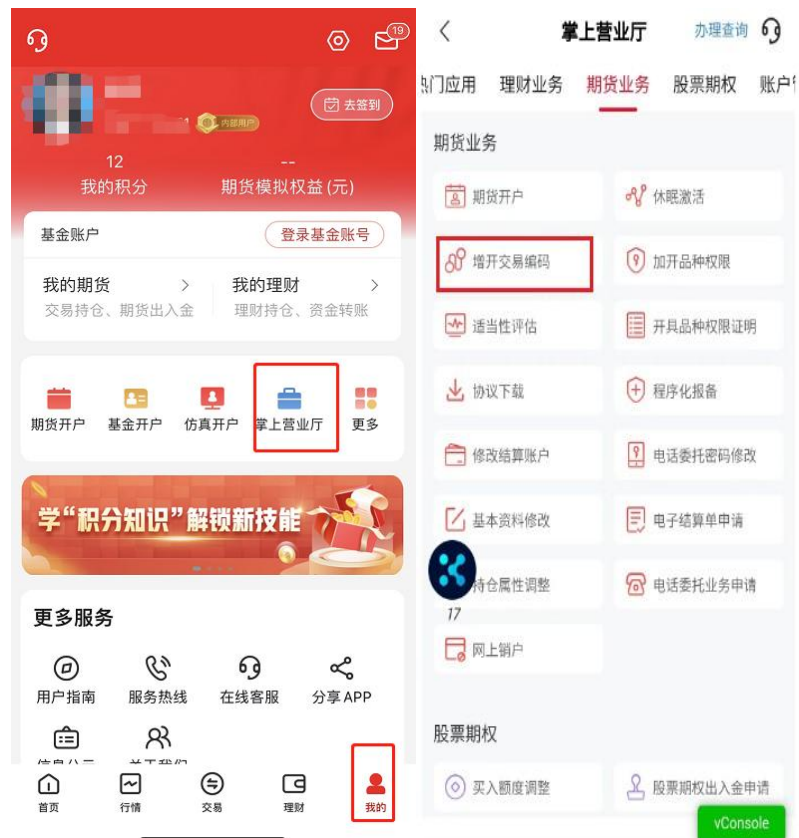 19
内部用户
去签到
12
--
我的积分
期货模拟权益(元)
基金账户
登录基金账号
我的期货
我的理财
交易持仓、期货出入金
理财持仓、资金转账
期货开户
基金开户
仿真开户
掌上营业厅
更多
学“积分知识”解锁新技能
更多服务
用户指南
服务热线
在线客服
分享APP
首页
行情
交易
理财
我的
掌上营业厅
办理查询
热门应用
理财业务
期货业务
股票期权
账户
期货业务
期货开户
休眠激活
增开交易编码
加开品种权限
适当性评估
开具品种权限证明
协议下载
程序化报备
修改结算账户
电话委托密码修改
基本资料修改
电子结算单申请
持仓属性调整
电话委托业务申请
17
网上销户
股票期权
买入额度调整
股票期权出入金申请
vConsole